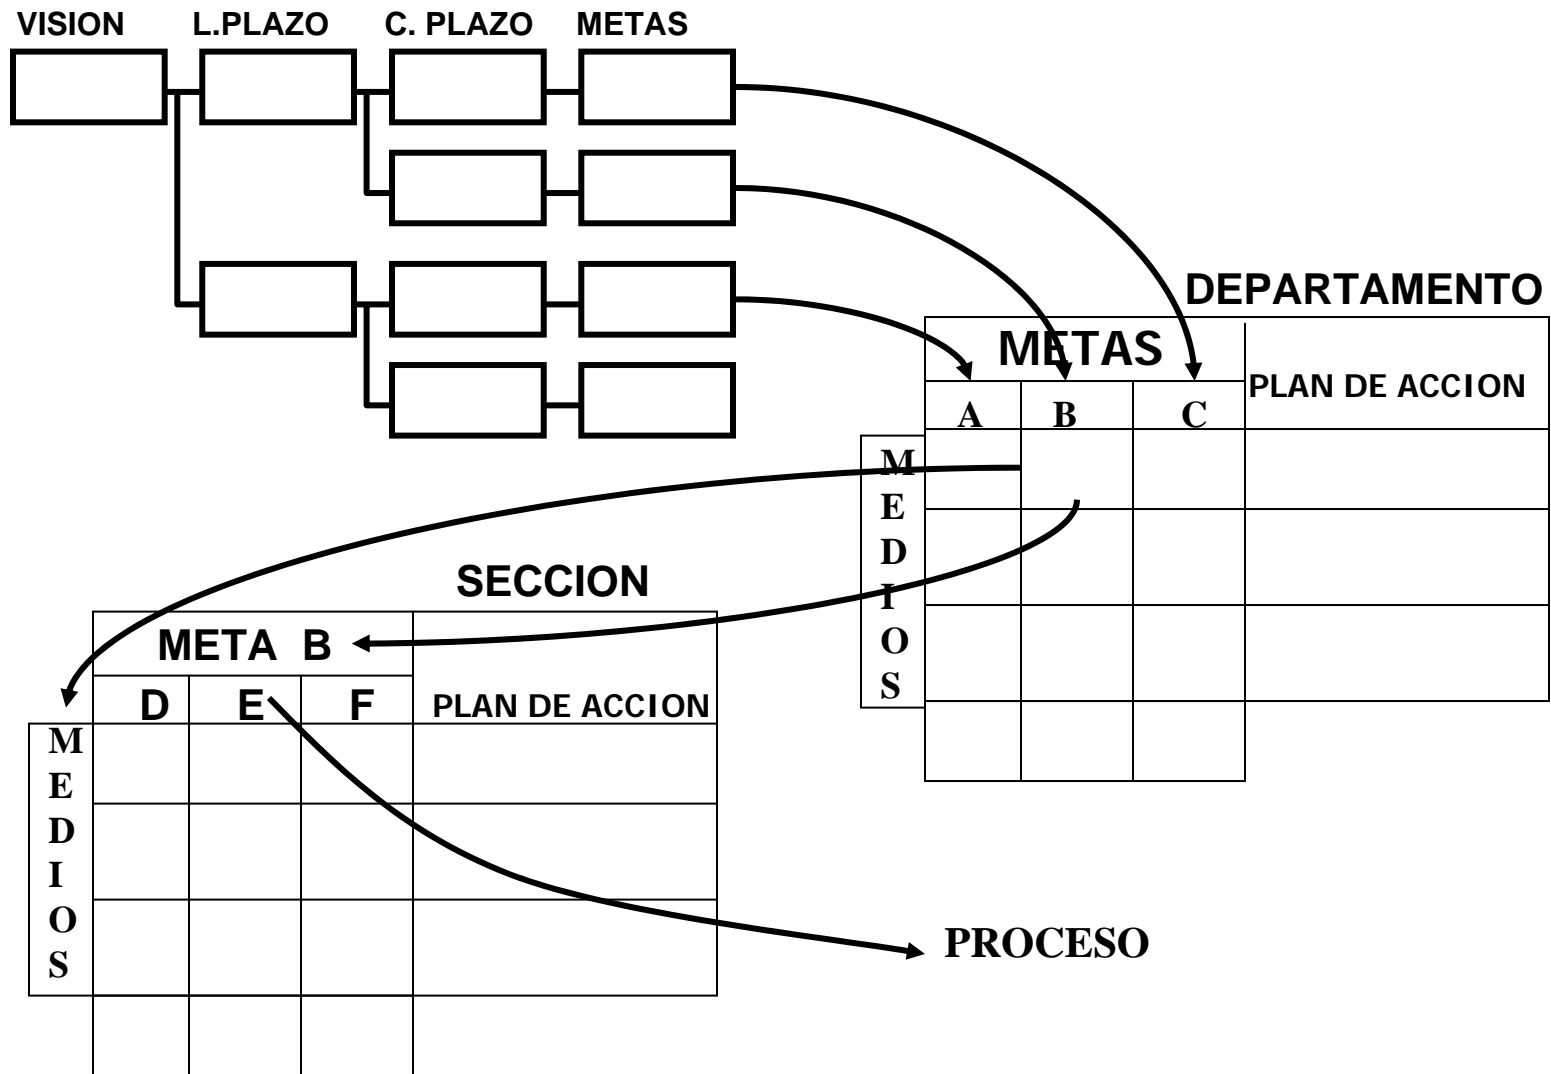 VISION L.PLAZO C. PLAZO METAS
DEPARTAMENTO
METAS
PLAN DE ACCION
A B C
M
E
D
I
O
S
SECCION
META B
D E F PLAN DE ACCION
M
E
D
I
O
S
PROCESO